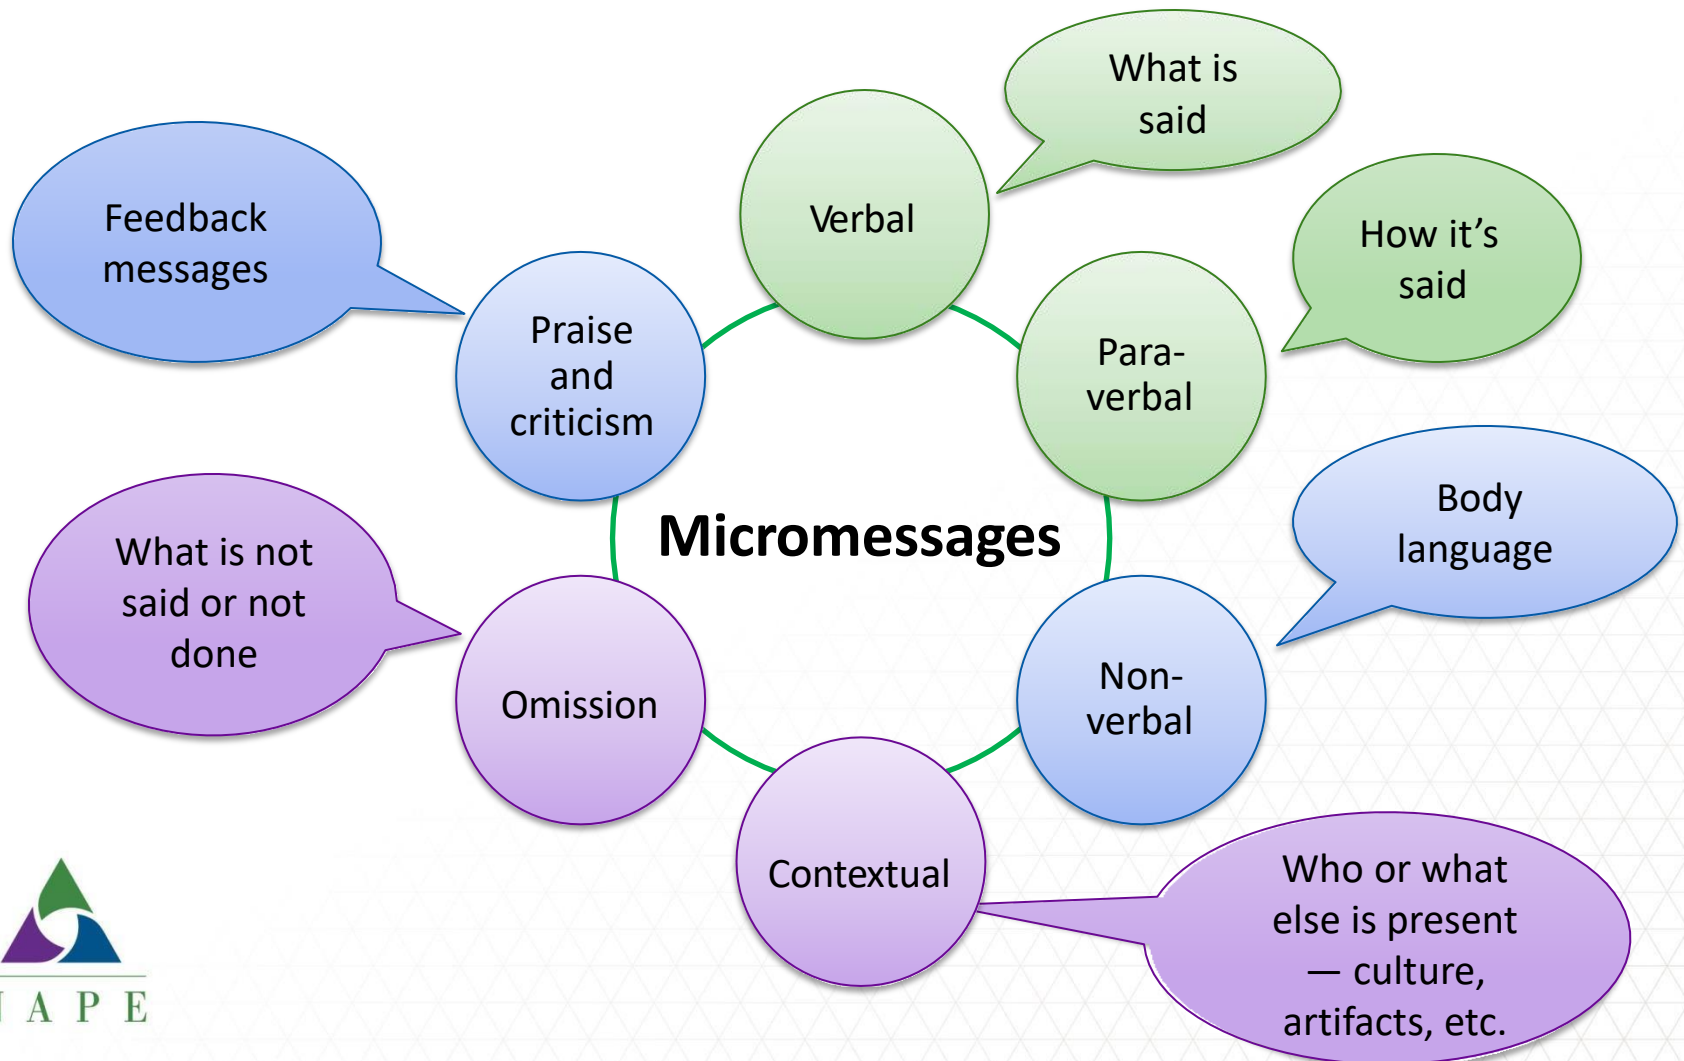 What is
said
Verbal
How it’s
said
Para-
verbal
Body
language
Non-
verbal
Who or what
else is present
— culture,
artifacts, etc.
Contextual
What is not
said or not
done
Omission
Feedback
messages
Praise
and
criticism
Micromessages
NAPE